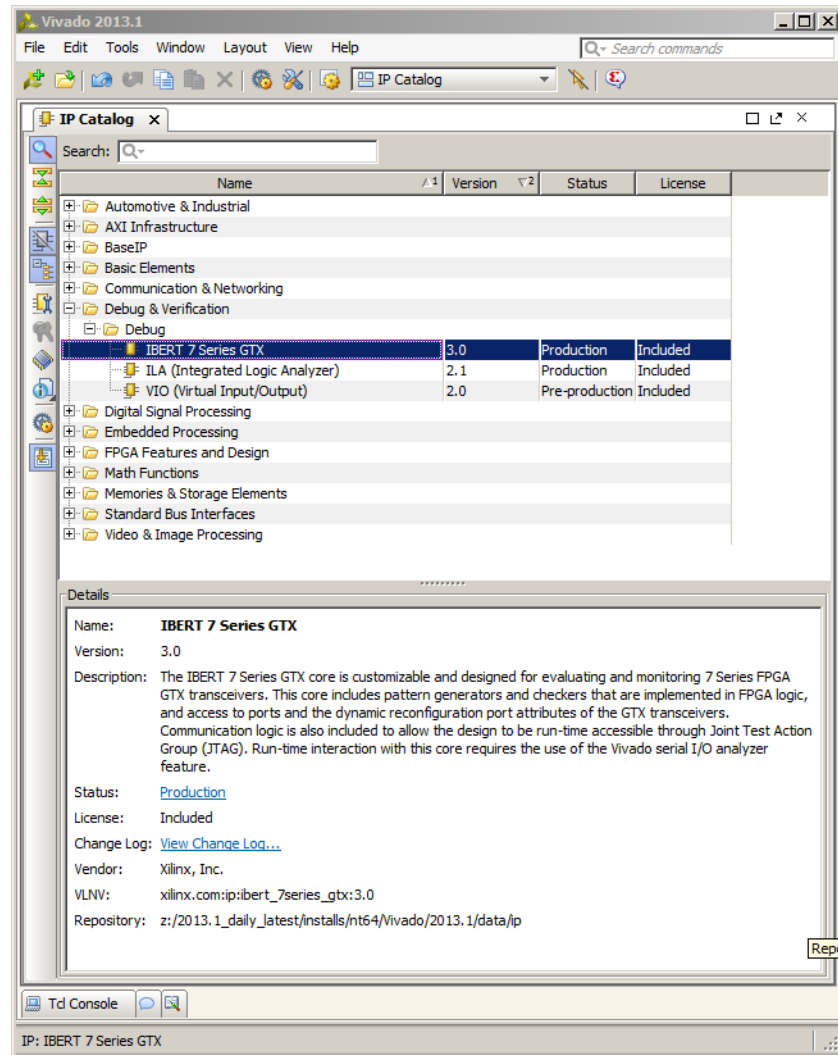 Vivado 2013.1
File Edit Tools Window Layout View Help Search commands
IP Catalog
IP Catalog
Search:
Name 1 Version 2 Status License
Automotive & Industrial
AXI Infrastructure
BaseIP
Basic Elements
Communication & Networking
Debug & Verification
Debug
IBERT 7 Series GTX 3.0 Production Included
ILA (Integrated Logic Analyzer) 2.1 Production Included
VIO (Virtual Input/Output) 2.0 Pre-production Included
Digital Signal Processing
Embedded Processing
FPGA Features and Design
Math Functions
Memories & Storage Elements
Standard Bus Interfaces
Video & Image Processing
Details
Name: IBERT 7 Series GTX
Version: 3.0
Description: The IBERT 7 Series GTX core is customizable and designed for evaluating and monitoring 7 Series FPGA
GTX transceivers. This core includes pattern generators and checkers that are implemented in FPGA logic,
and access to ports and the dynamic reconfiguration port attributes of the GTX transceivers.
Communication logic is also included to allow the design to be run-time accessible through Joint Test Action
Group (JTAG). Run-time interaction with this core requires the use of the Vivado serial I/O analyzer
feature.
Status: Production
License: Included
Change Log: View Change Log...
Vendor: Xilinx, Inc.
VLNV: xilinx.com:ip:ibert_7series_gtx:3.0
Repository: z:/2013.1_daily_latest/installs/nt64/Vivado/2013.1/data/ip
Repo
Tcl Console
IP: IBERT 7 Series GTX